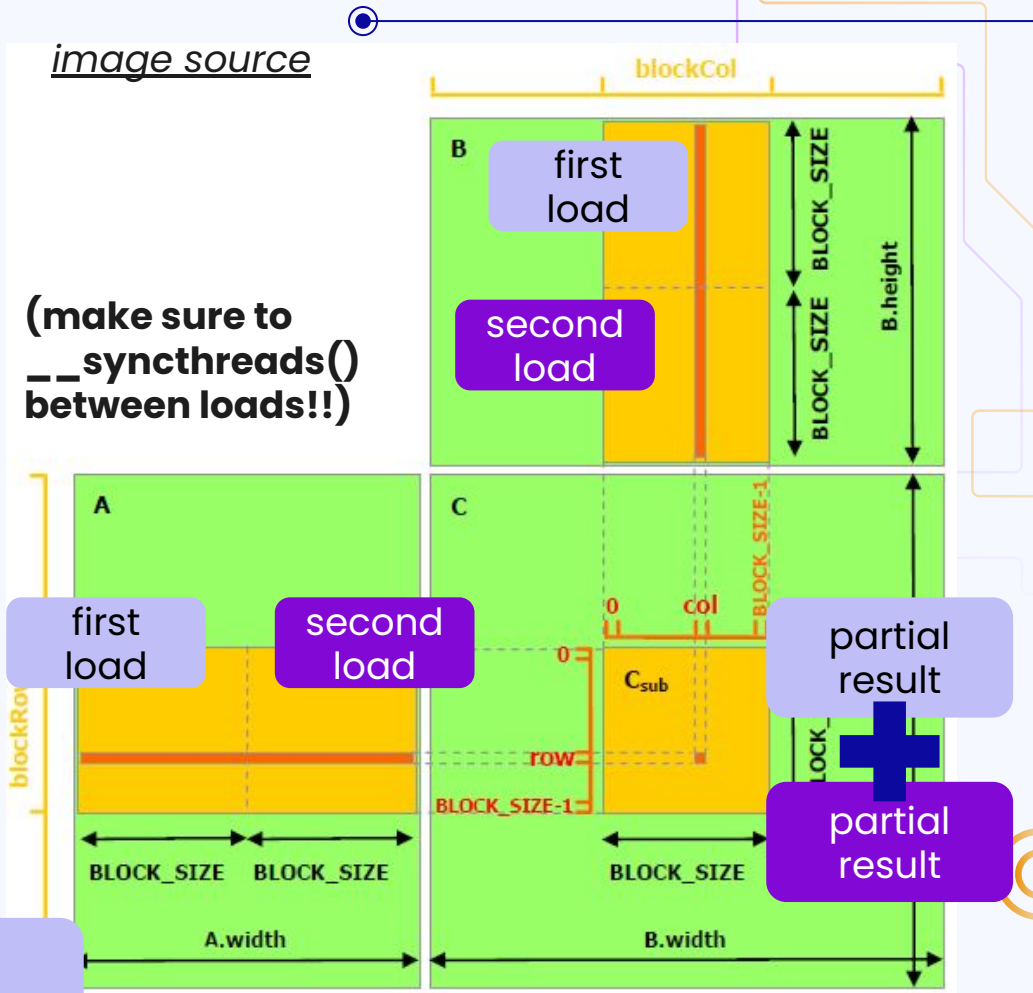 image source
blockCol
B
first
load
BLOCK_SIZE
second
load
BLOCK_SIZE
B.height
(make sure to
__syncthreads()
between loads!!)
A
C
BLOCK_SIZE-1
first
load
second
load
0
col
partial
result
0
Csub
blockRow
row
BLOCK_SIZE-1
partial
result
BLOCK_SIZE
BLOCK_SIZE
BLOCK_SIZE
A.width
B.width